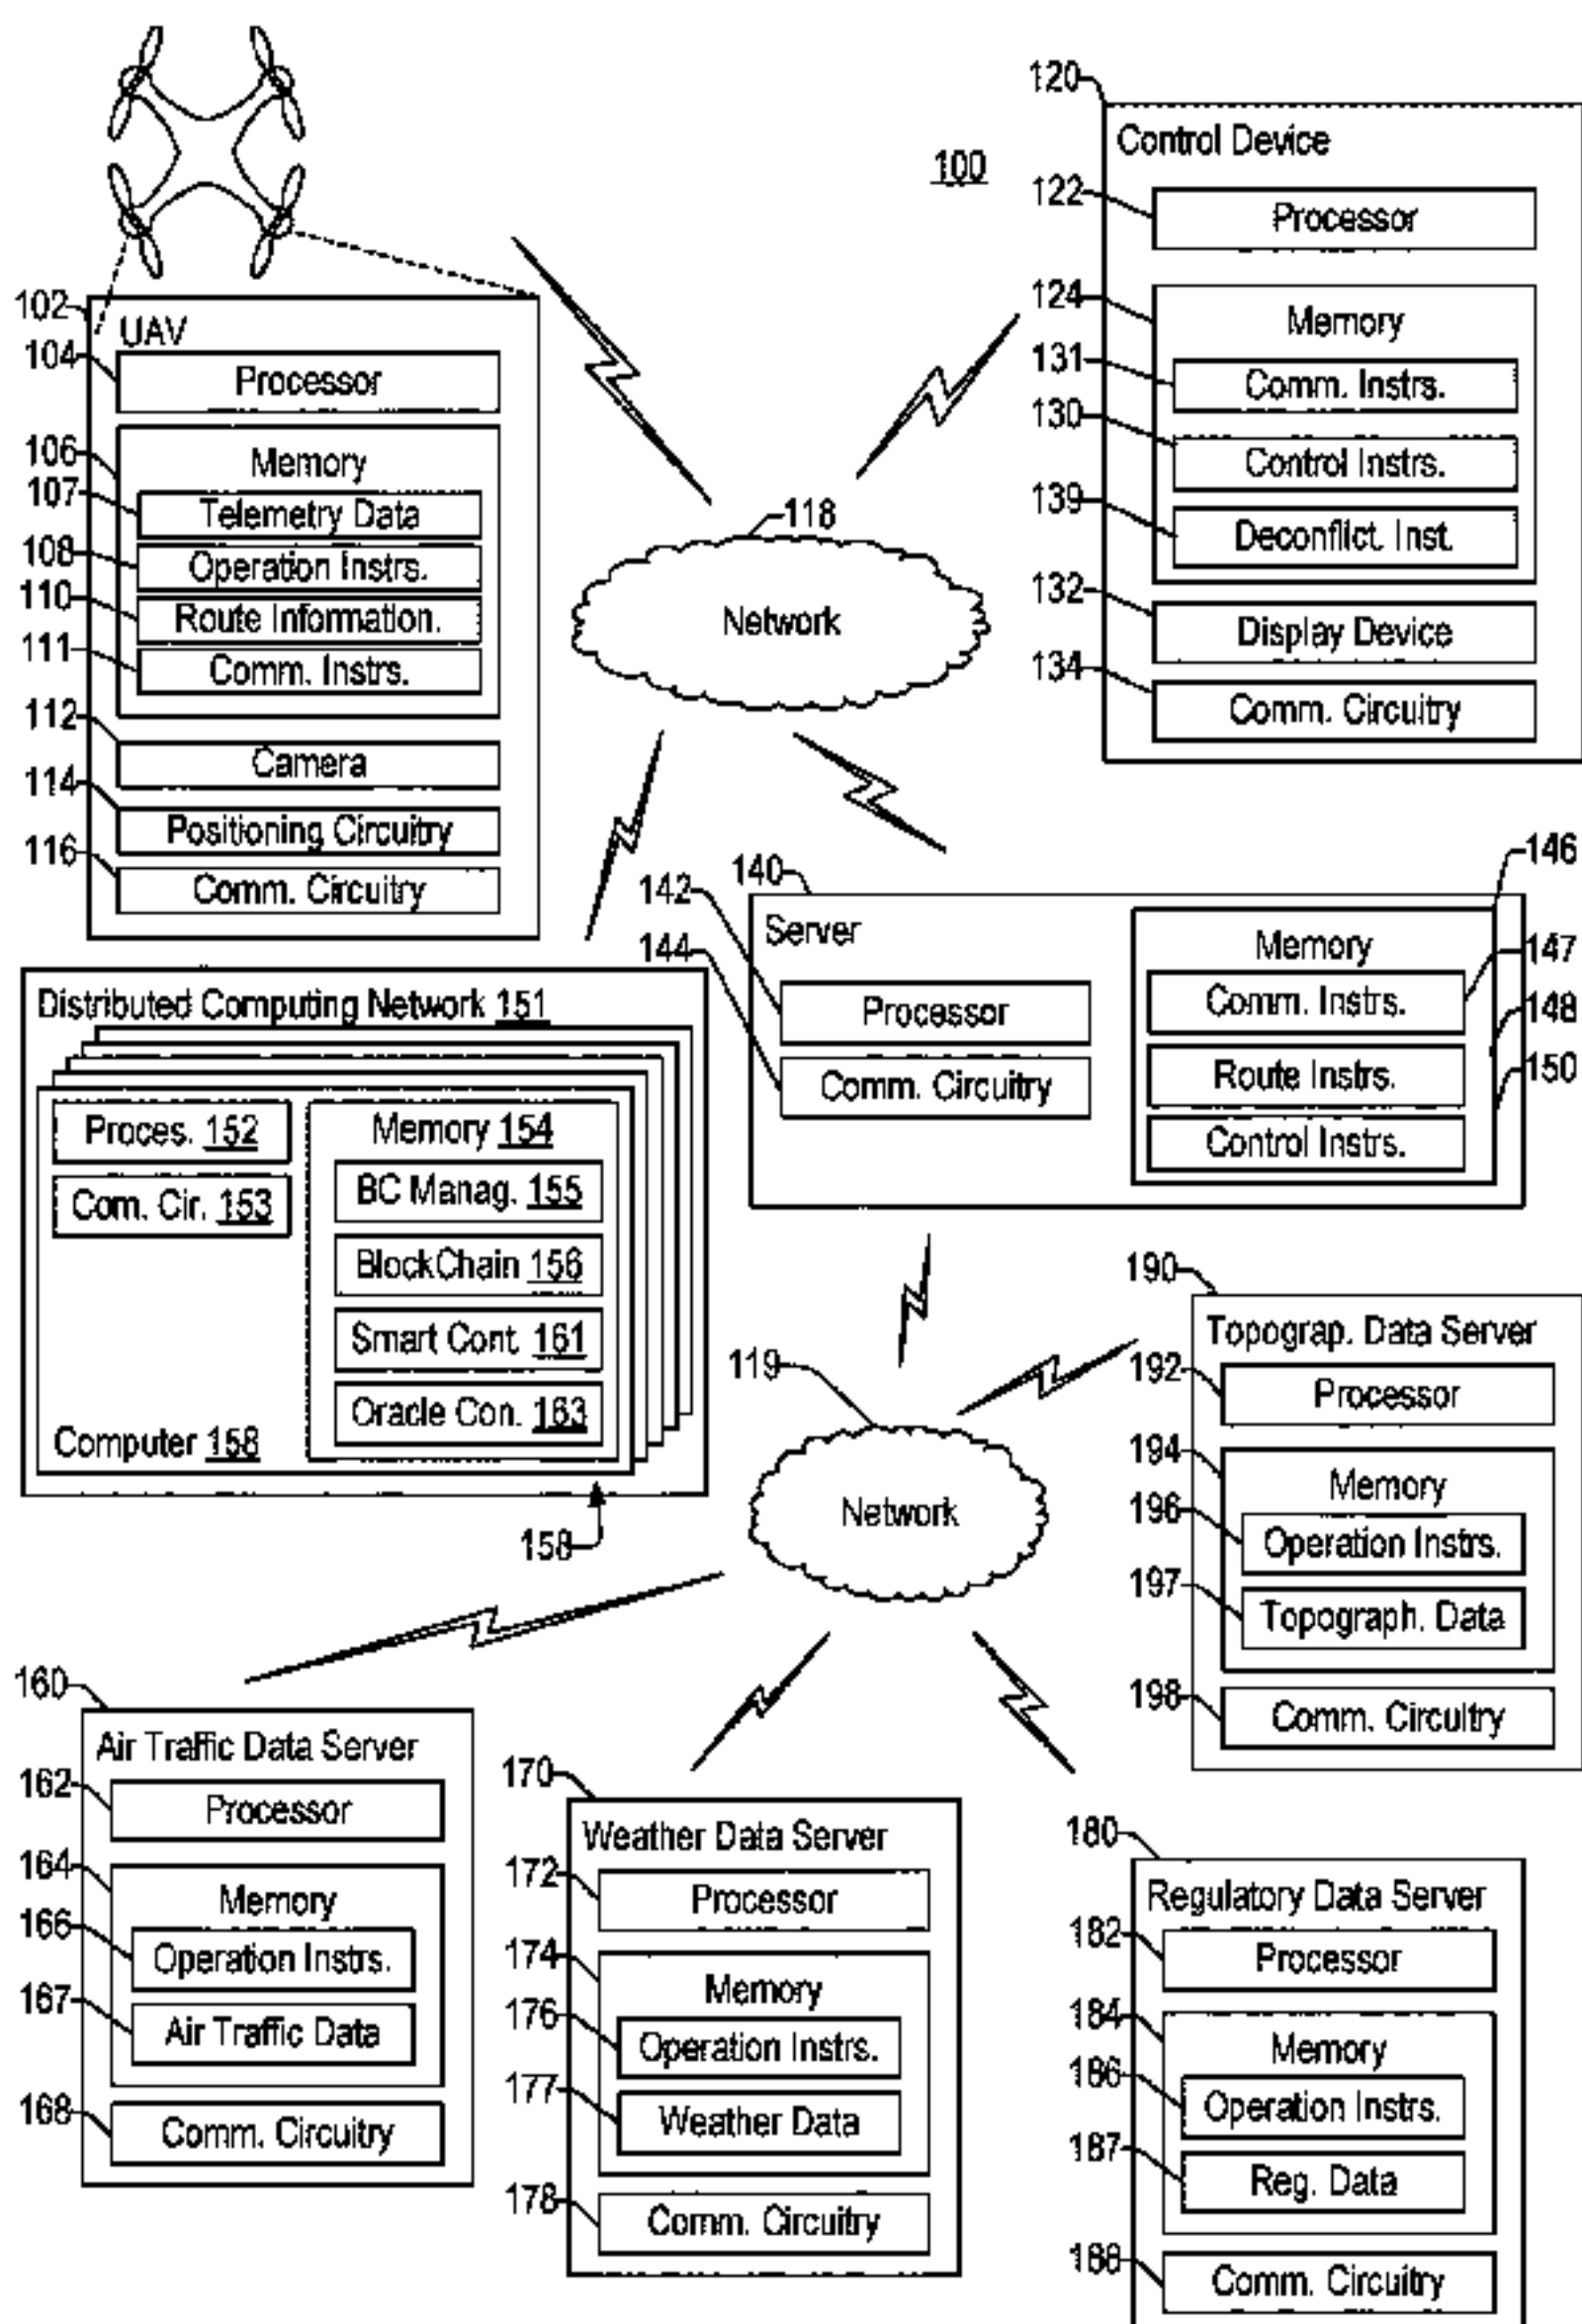 100
102
UAV
104
Processor
106
Memory
107
Telemetry Data
108
Operation Instrs.
110
Route Information.
111
Comm. Instrs.
112
Camera
114
Positioning Circuitry
116
Comm. Circuitry
118
Network
120
Control Device
122
Processor
124
Memory
131
Comm. Instrs.
130
Control Instrs.
139
Deconflict. Inst.
132
Display Device
134
Comm. Circuitry
140
Server
142
Processor
144
Comm. Circuitry
146
Memory
147
Comm. Instrs.
148
Route Instrs.
150
Control Instrs.
Distributed Computing Network 151
Proces. 152
Com. Cir. 153
Memory 154
BC Manag. 155
BlockChain 156
Smart Cont. 161
Oracle Con. 163
Computer 158
158
119
Network
190
Topograp. Data Server
192
Processor
194
Memory
196
Operation Instrs.
197
Topograph. Data
198
Comm. Circuitry
160
Air Traffic Data Server
162
Processor
164
Memory
166
Operation Instrs.
167
Air Traffic Data
168
Comm. Circuitry
170
Weather Data Server
172
Processor
174
Memory
176
Operation Instrs.
177
Weather Data
178
Comm. Circuitry
180
Regulatory Data Server
182
Processor
184
Memory
186
Operation Instrs.
187
Reg. Data
188
Comm. Circuitry